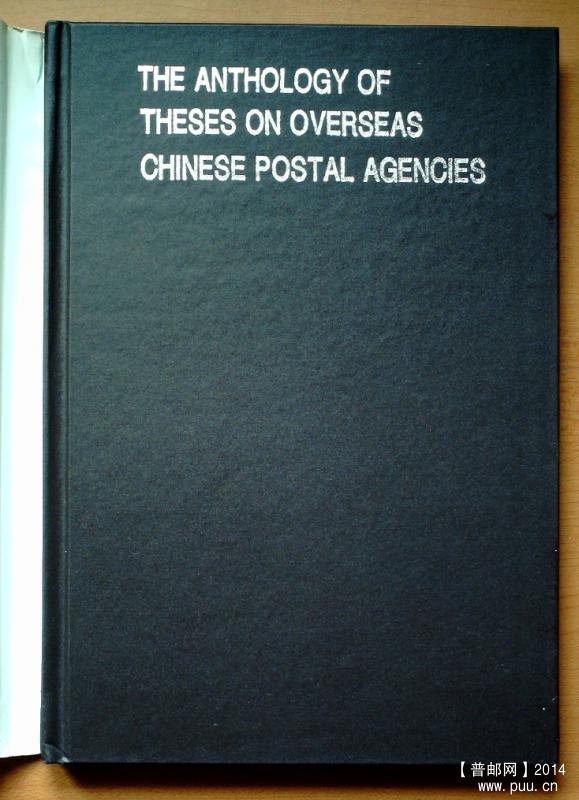 THE ANTHOLOGY OF
THESES ON OVERSEAS
CHINESE POSTAL AGENCIES
【普邮网】2014
www.puu.cn